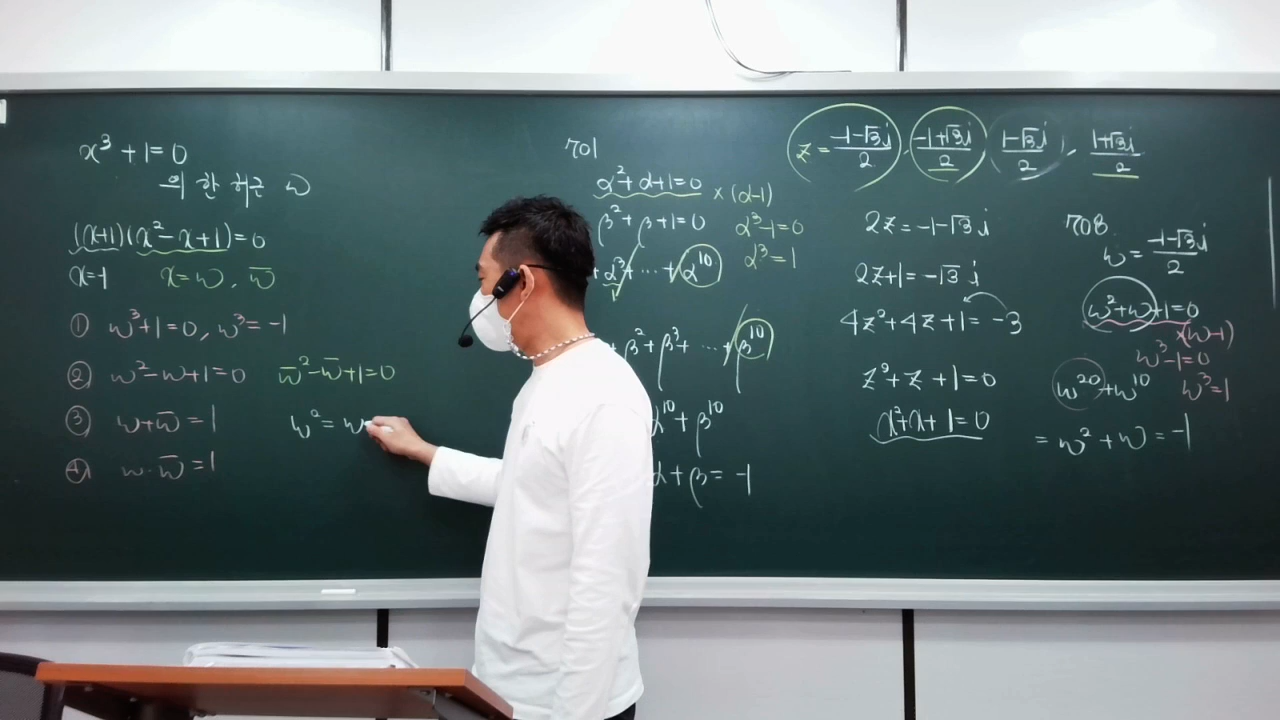 x³+1=0
의 한 허근 ω
(x+1)(x²-x+1)=0
x=-1 x=ω, ω̅
① ω³+1=0, ω³=-1
② ω²-ω+1=0 ω̅²-ω̅+1=0
③ ω+ω̅=1
④ ω·ω̅=1
ω²=ω
701
α²+α+1=0 ×(α-1)
β²+β+1=0 α³-1=0
+α³+⋯+α¹⁰ α³=1
+β²+β³+⋯+β¹⁰
α¹⁰+β¹⁰
α+β=-1
z=(-1-√3i)/2, (-1+√3i)/2, (1-√3i)/2, (1+√3i)/2
2z=-1-√3i
2z+1=-√3i
4z²+4z+1=-3
z²+z+1=0
x²+x+1=0
708
ω=(-1-√3i)/2
ω²+ω+1=0
×(ω-1)
ω³-1=0
ω²⁰+ω¹⁰ ω³=1
=ω²+ω=-1